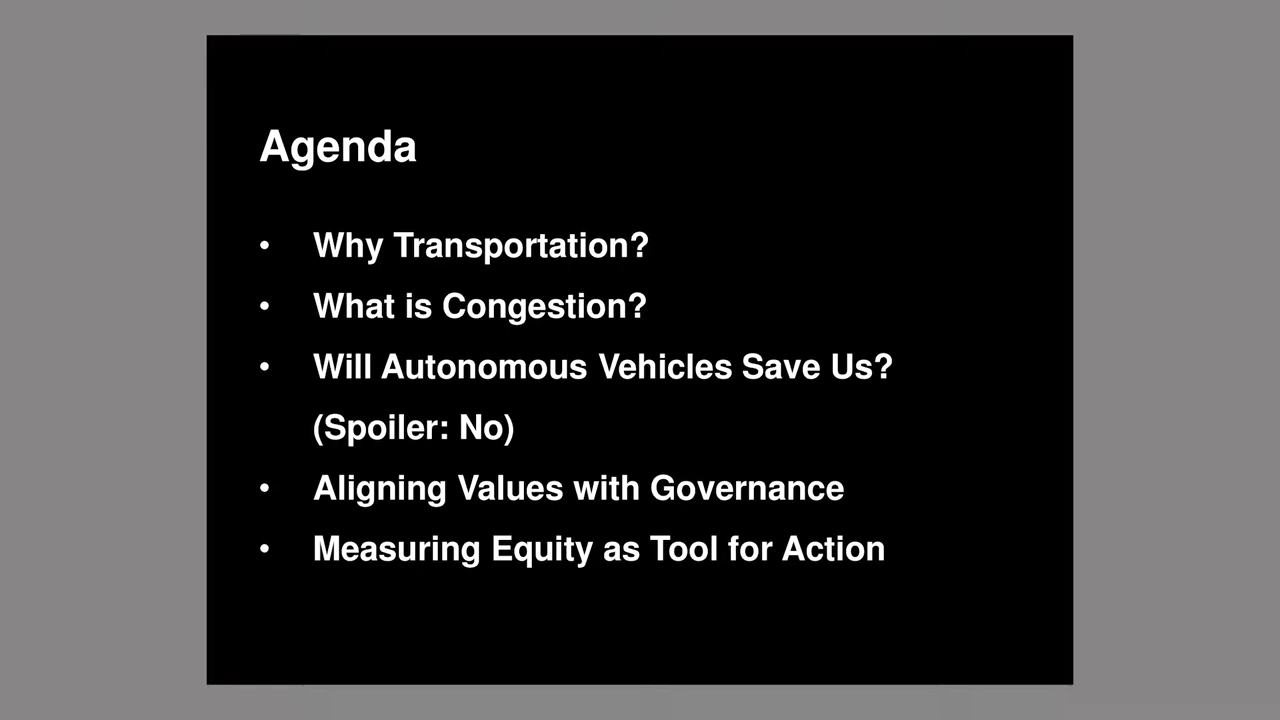 Agenda
• Why Transportation?
• What is Congestion?
• Will Autonomous Vehicles Save Us?
(Spoiler: No)
• Aligning Values with Governance
• Measuring Equity as Tool for Action